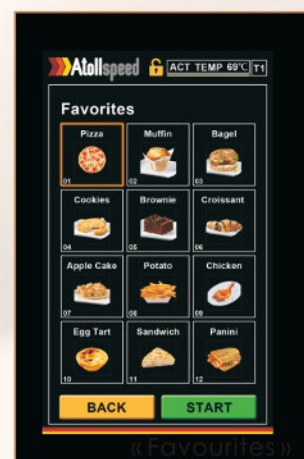 Atollspeed ACT TEMP 69℃ T1
Favorites
Pizza Muffin Bagel
01 02 03
Cookies Brownie Croissant
04 05 06
Apple Cake Potato Chicken
07 08 09
Egg Tart Sandwich Panini
10 11 12
BACK START
« Favourites »